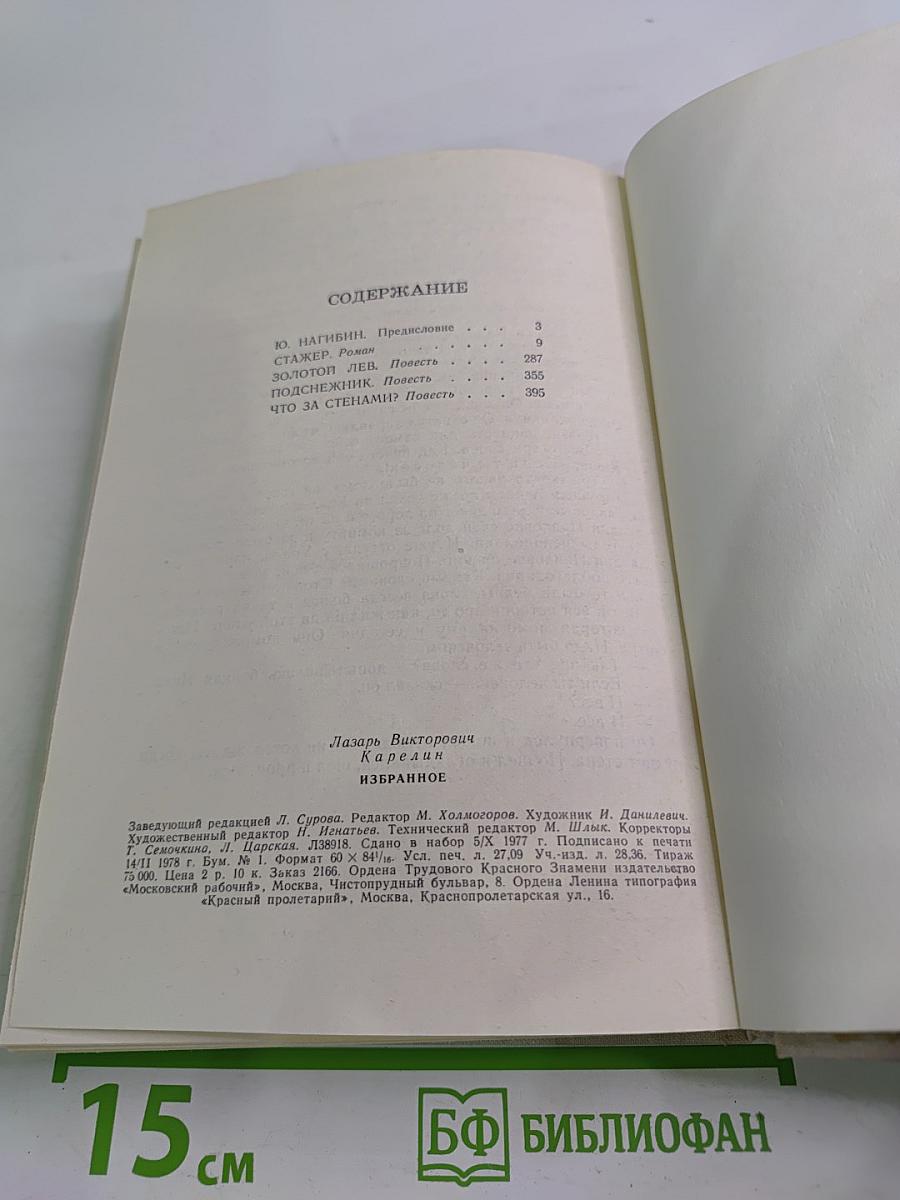 СОДЕРЖАНИЕ
Ю. НАГИБИН. Предисловие . . . 3
СТАЖЕР. Роман . . . . . . 9
ЗОЛОТОЙ ЛЕВ. Повесть . . . . 287
ПОДСНЕЖНИК. Повесть . . . . 355
ЧТО ЗА СТЕНАМИ? Повесть . . . 395
Лазарь Викторович
Карелин
ИЗБРАННОЕ
Заведующий редакцией Л. Сурова. Редактор М. Холмогоров. Художник И. Данилевич.
Художественный редактор Н. Игнатьев. Технический редактор М. Шлык. Корректоры
Т. Семочкина, Л. Царская. Л38918. Сдано в набор 5/X 1977 г. Подписано к печати
14/II 1978 г. Бум. № 1. Формат 60 × 84¹/₁₆. Усл. печ. л. 27,09 Уч.-изд. л. 28,36. Тираж
75 000. Цена 2 р. 10 к. Заказ 2166. Ордена Трудового Красного Знамени издательство
«Московский рабочий», Москва, Чистопрудный бульвар, 8. Ордена Ленина типография
«Красный пролетарий», Москва, Краснопролетарская ул., 16.
15 см
БФ БИБЛИОФАН